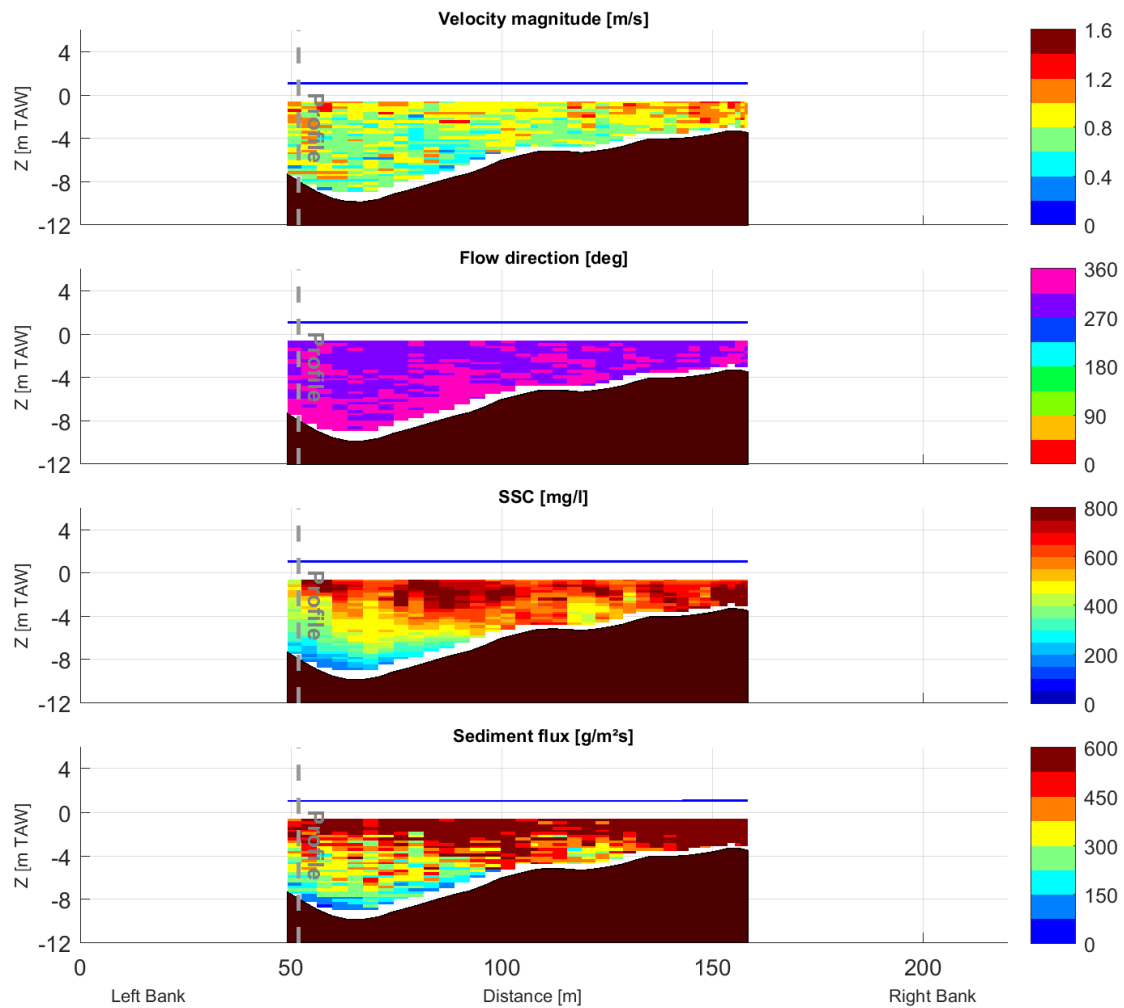 Velocity magnitude [m/s]
4
0
-4
-8
-12
Z [m TAW]
Profile
1.6
1.2
0.8
0.4
0
Flow direction [deg]
4
0
-4
-8
-12
Z [m TAW]
Profile
360
270
180
90
0
SSC [mg/l]
4
0
-4
-8
-12
Z [m TAW]
Profile
800
600
400
200
0
Sediment flux [g/m²s]
4
0
-4
-8
-12
Z [m TAW]
Profile
600
450
300
150
0
0 50 100 150 200
Left Bank Distance [m] Right Bank